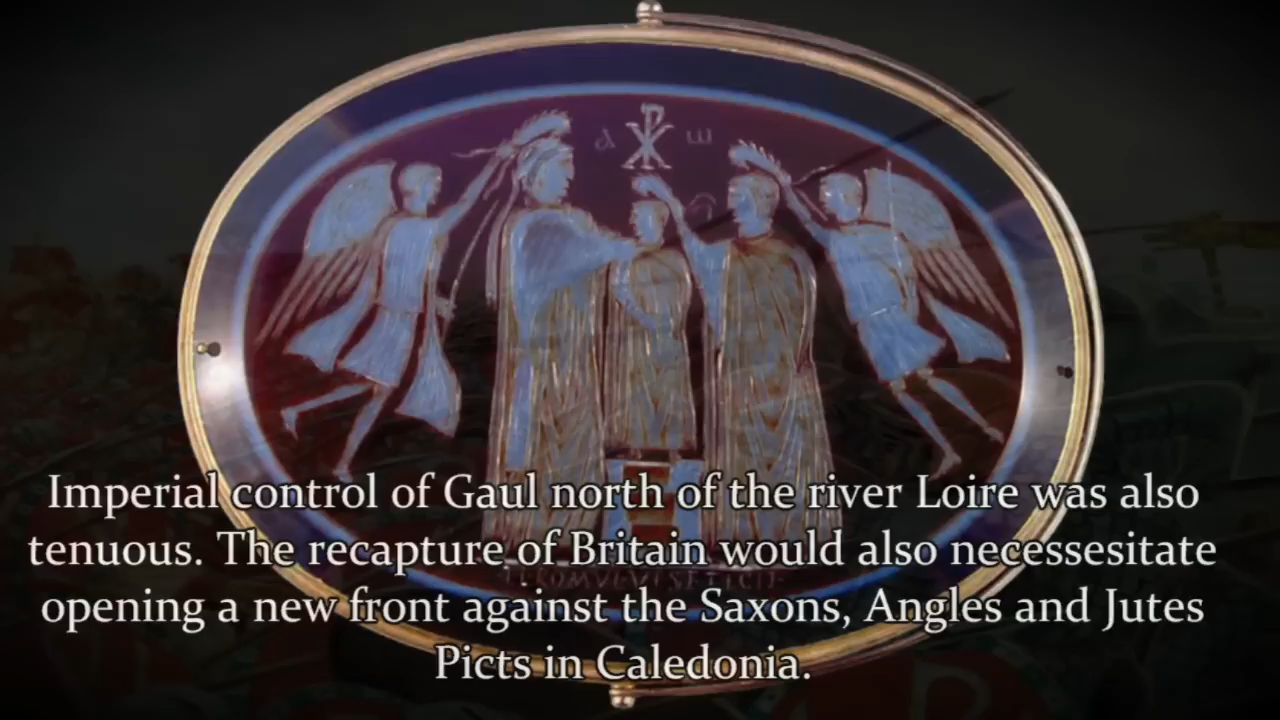 α ☧ ω
Imperial control of Gaul north of the river Loire was also
tenuous. The recapture of Britain would also necessesitate
opening a new front against the Saxons, Angles and Jutes
Picts in Caledonia.